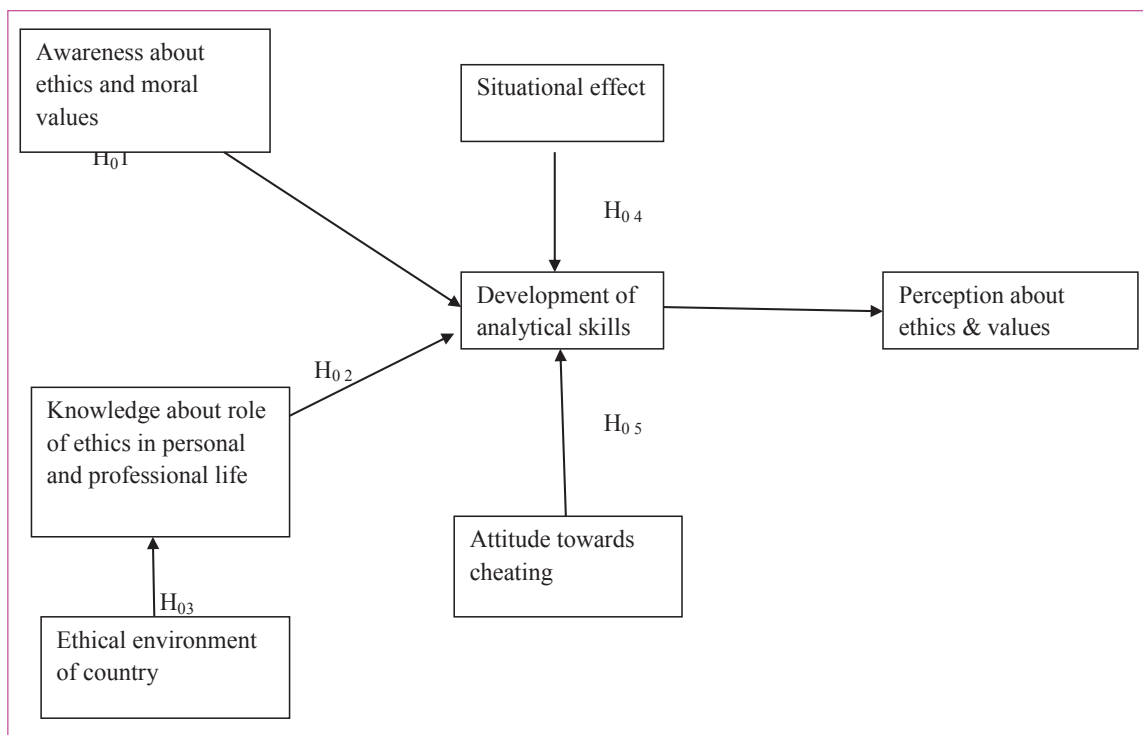 Awareness about
ethics and moral
values
H₀1
Situational effect
H₀ 4
Development of
analytical skills
Perception about
ethics & values
H₀ 2
Knowledge about role
of ethics in personal
and professional life
H₀ 5
Attitude towards
cheating
H₀₃
Ethical environment
of country